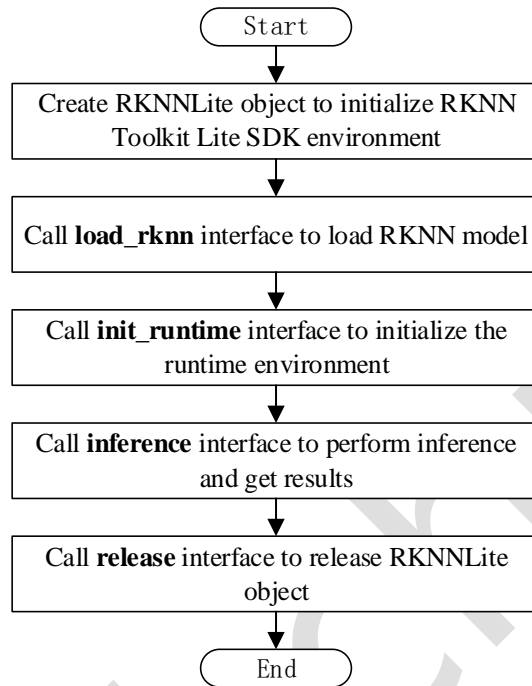 Start
Create RKNNLite object to initialize RKNN
Toolkit Lite SDK environment
Call load_rknn interface to load RKNN model
Call init_runtime interface to initialize the
runtime environment
Call inference interface to perform inference
and get results
Call release interface to release RKNNLite
object
End